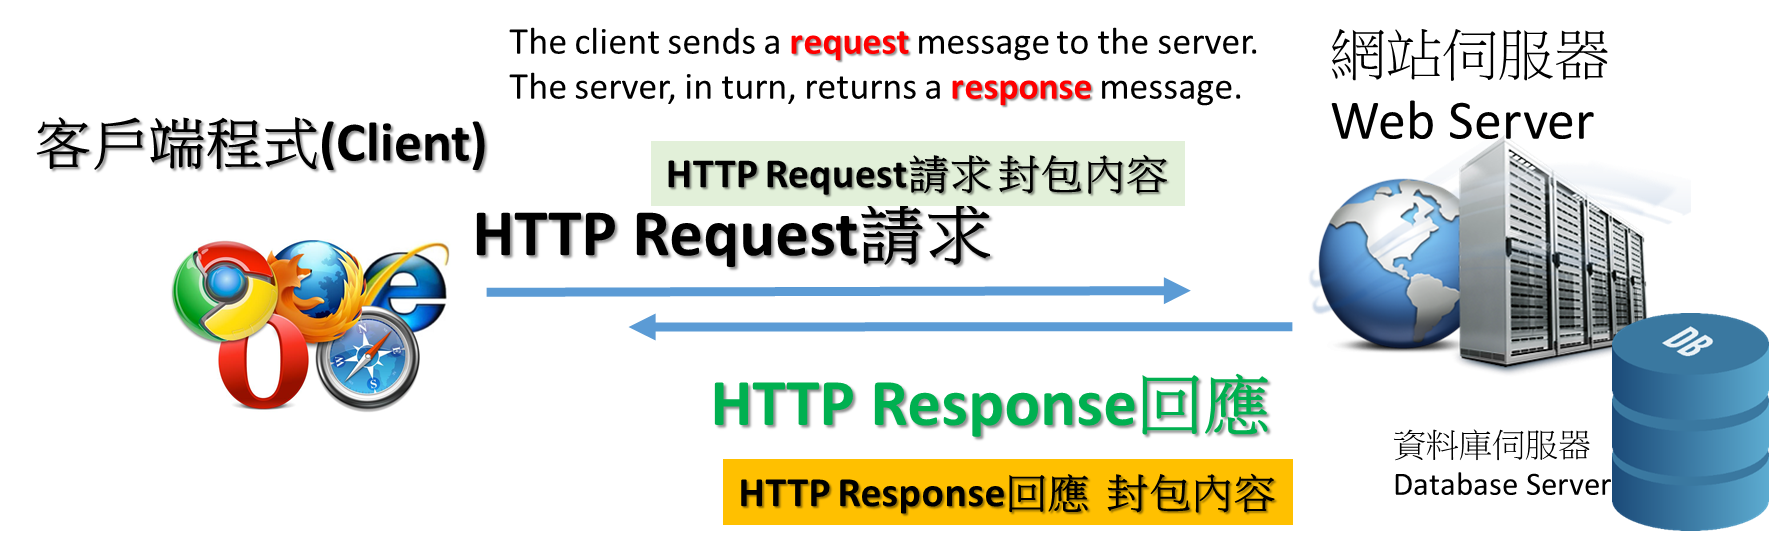 The client sends a request message to the server.
The server, in turn, returns a response message.
網站伺服器
Web Server
客戶端程式(Client)
HTTP Request請求 封包內容
HTTP Request請求
HTTP Response回應
HTTP Response回應 封包內容
DB
資料庫伺服器
Database Server